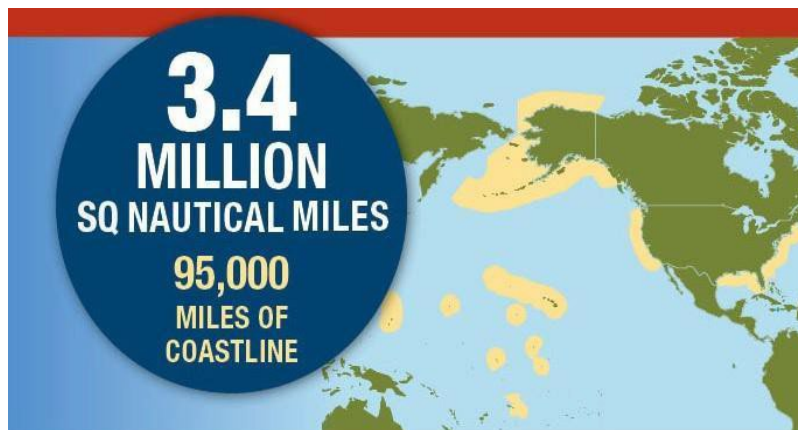 3.4
MILLION
SQ NAUTICAL MILES
95,000
MILES OF
COASTLINE